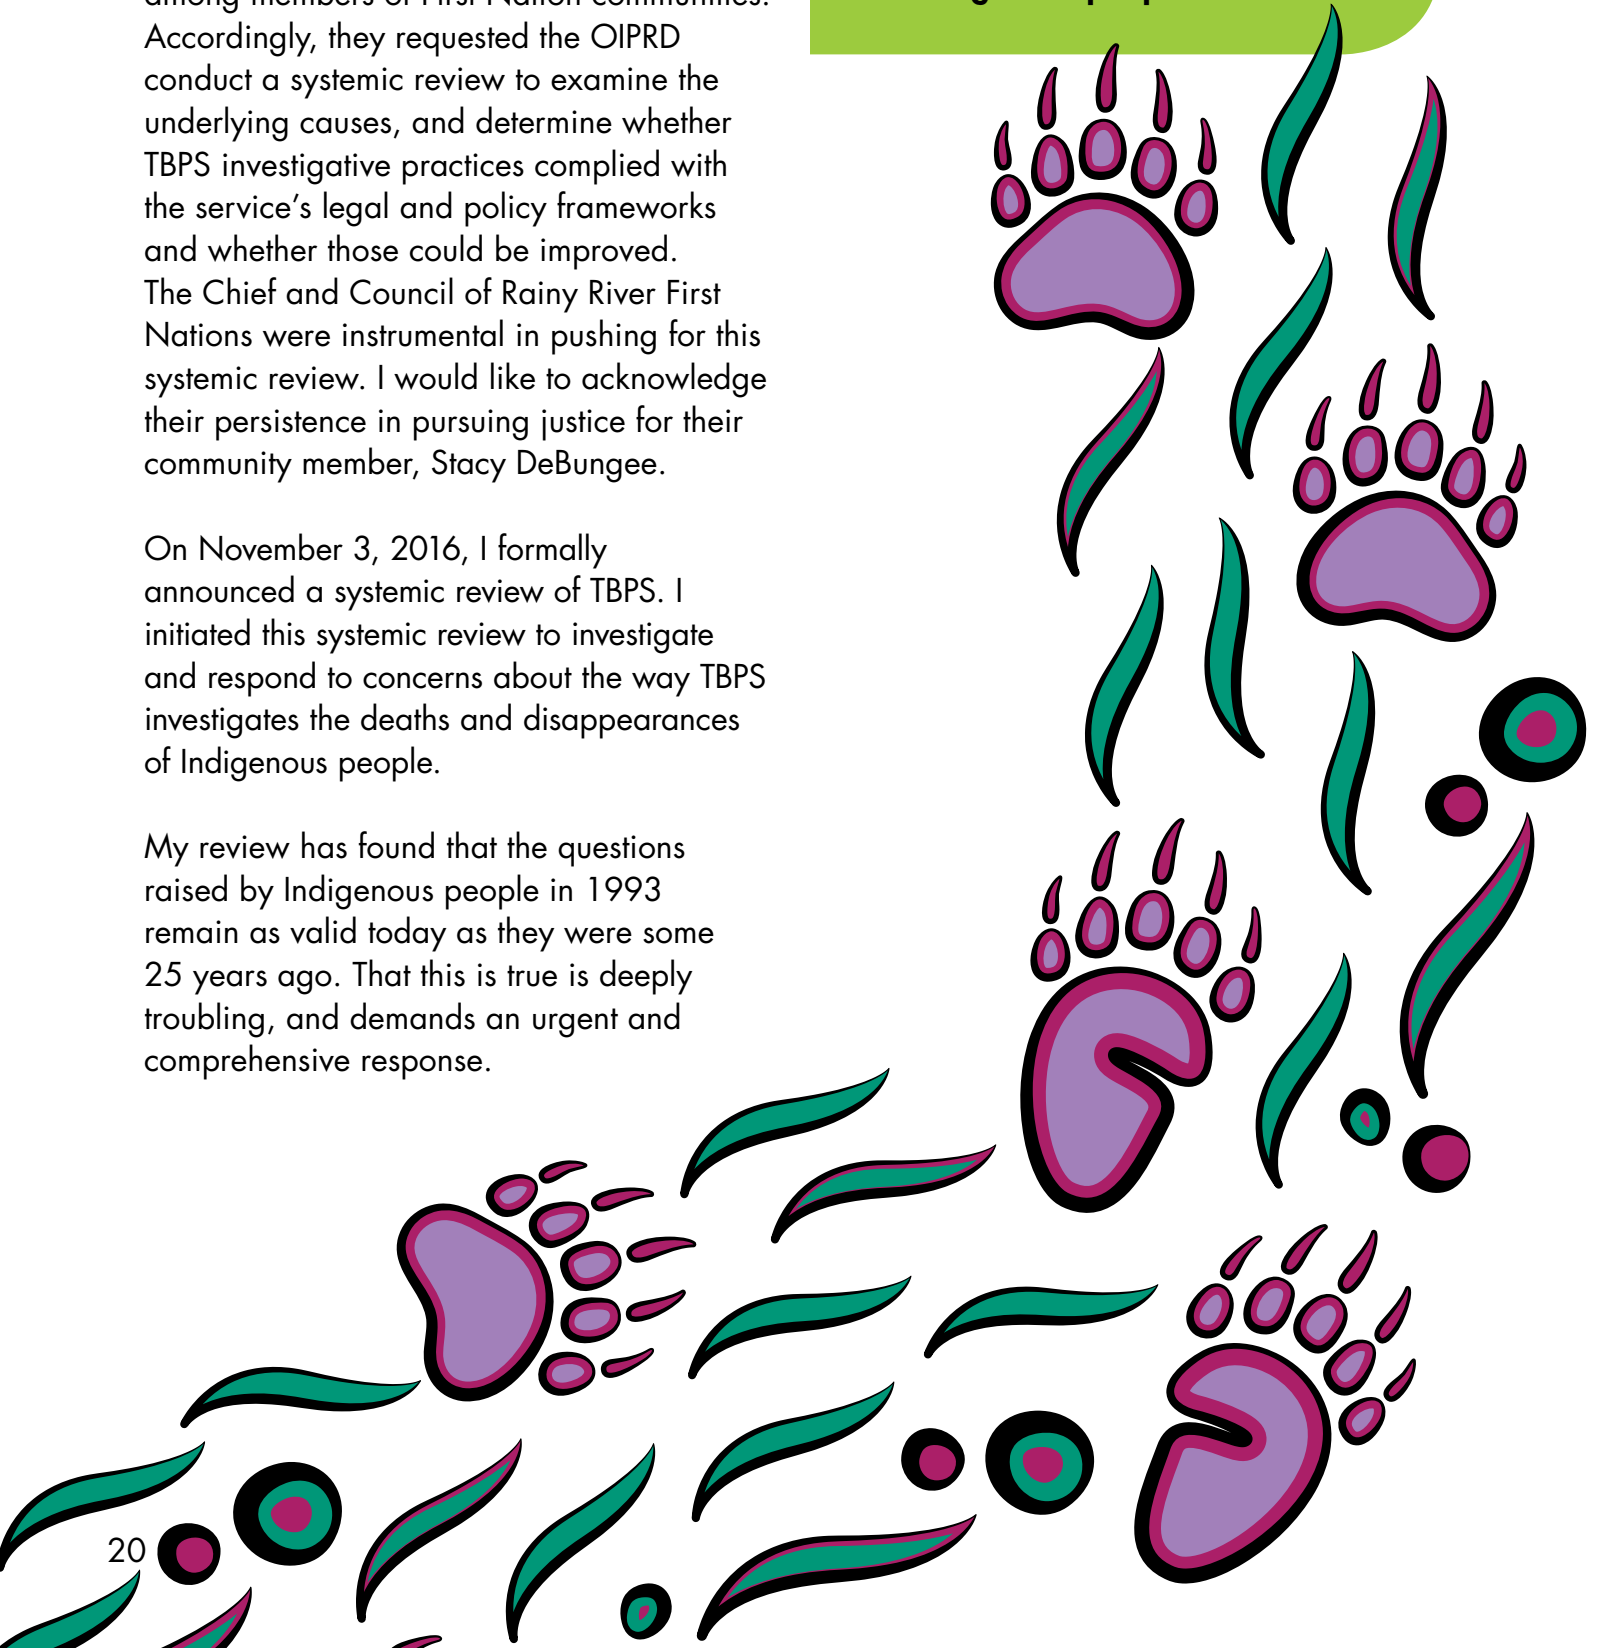 among members of First Nation communities.
Accordingly, they requested the OIPRD
conduct a systemic review to examine the
underlying causes, and determine whether
TBPS investigative practices complied with
the service’s legal and policy frameworks
and whether those could be improved.
The Chief and Council of Rainy River First
Nations were instrumental in pushing for this
systemic review. I would like to acknowledge
their persistence in pursuing justice for their
community member, Stacy DeBungee.
On November 3, 2016, I formally
announced a systemic review of TBPS. I
initiated this systemic review to investigate
and respond to concerns about the way TBPS
investigates the deaths and disappearances
of Indigenous people.
My review has found that the questions
raised by Indigenous people in 1993
remain as valid today as they were some
25 years ago. That this is true is deeply
troubling, and demands an urgent and
comprehensive response.
20